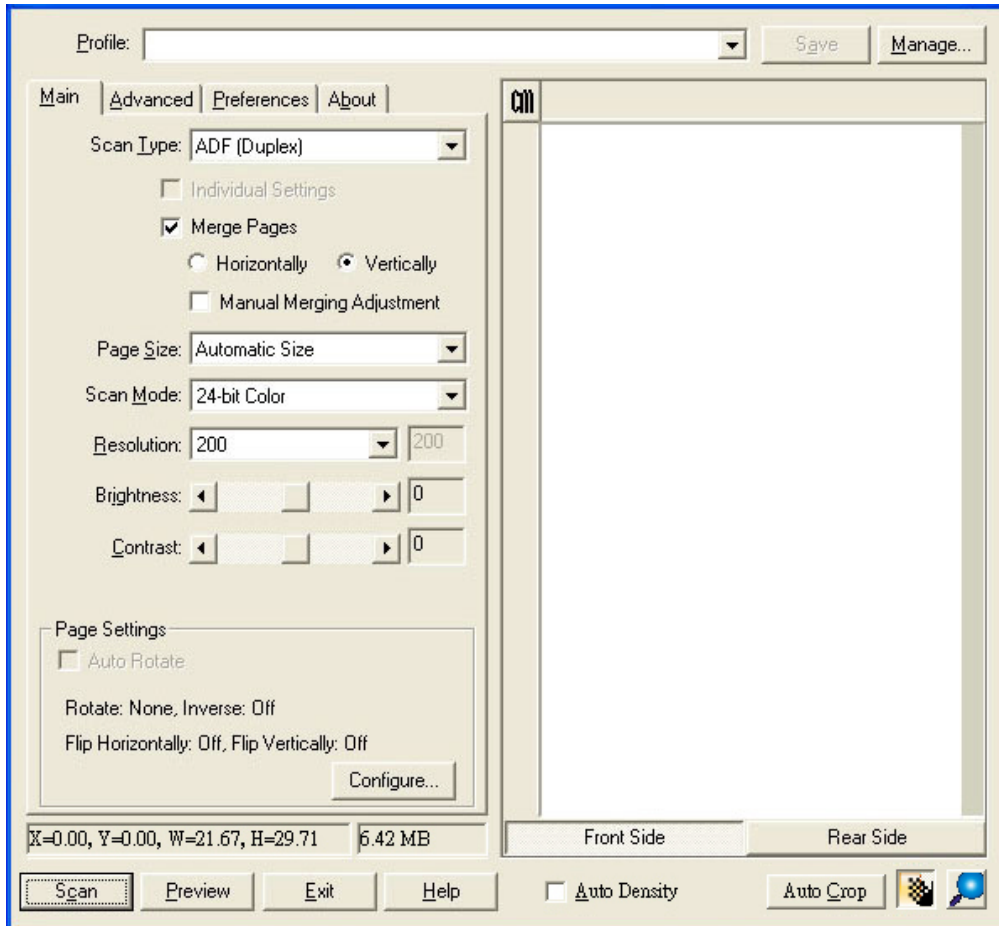 Profile: Save Manage...
Main Advanced Preferences About
Scan Type: ADF (Duplex)
Individual Settings
Merge Pages
Horizontally Vertically
Manual Merging Adjustment
Page Size: Automatic Size
Scan Mode: 24-bit Color
Resolution: 200 200
Brightness: 0
Contrast: 0
Page Settings
Auto Rotate
Rotate: None, Inverse: Off
Flip Horizontally: Off, Flip Vertically: Off
Configure...
X=0.00, Y=0.00, W=21.67, H=29.71 6.42 MB
cm
Front Side Rear Side
Scan Preview Exit Help Auto Density Auto Crop